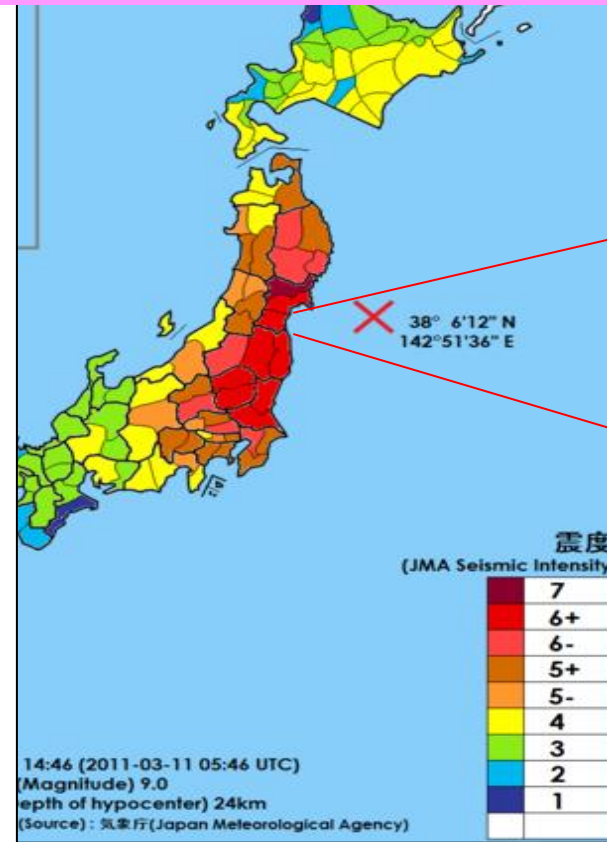 38° 6'12" N
142°51'36" E
震度
(JMA Seismic Intensity
7
6+
6-
5+
5-
4
3
2
1
14:46 (2011-03-11 05:46 UTC)
(Magnitude) 9.0
epth of hypocenter) 24km
(Source) : 気象庁(Japan Meteorological Agency)